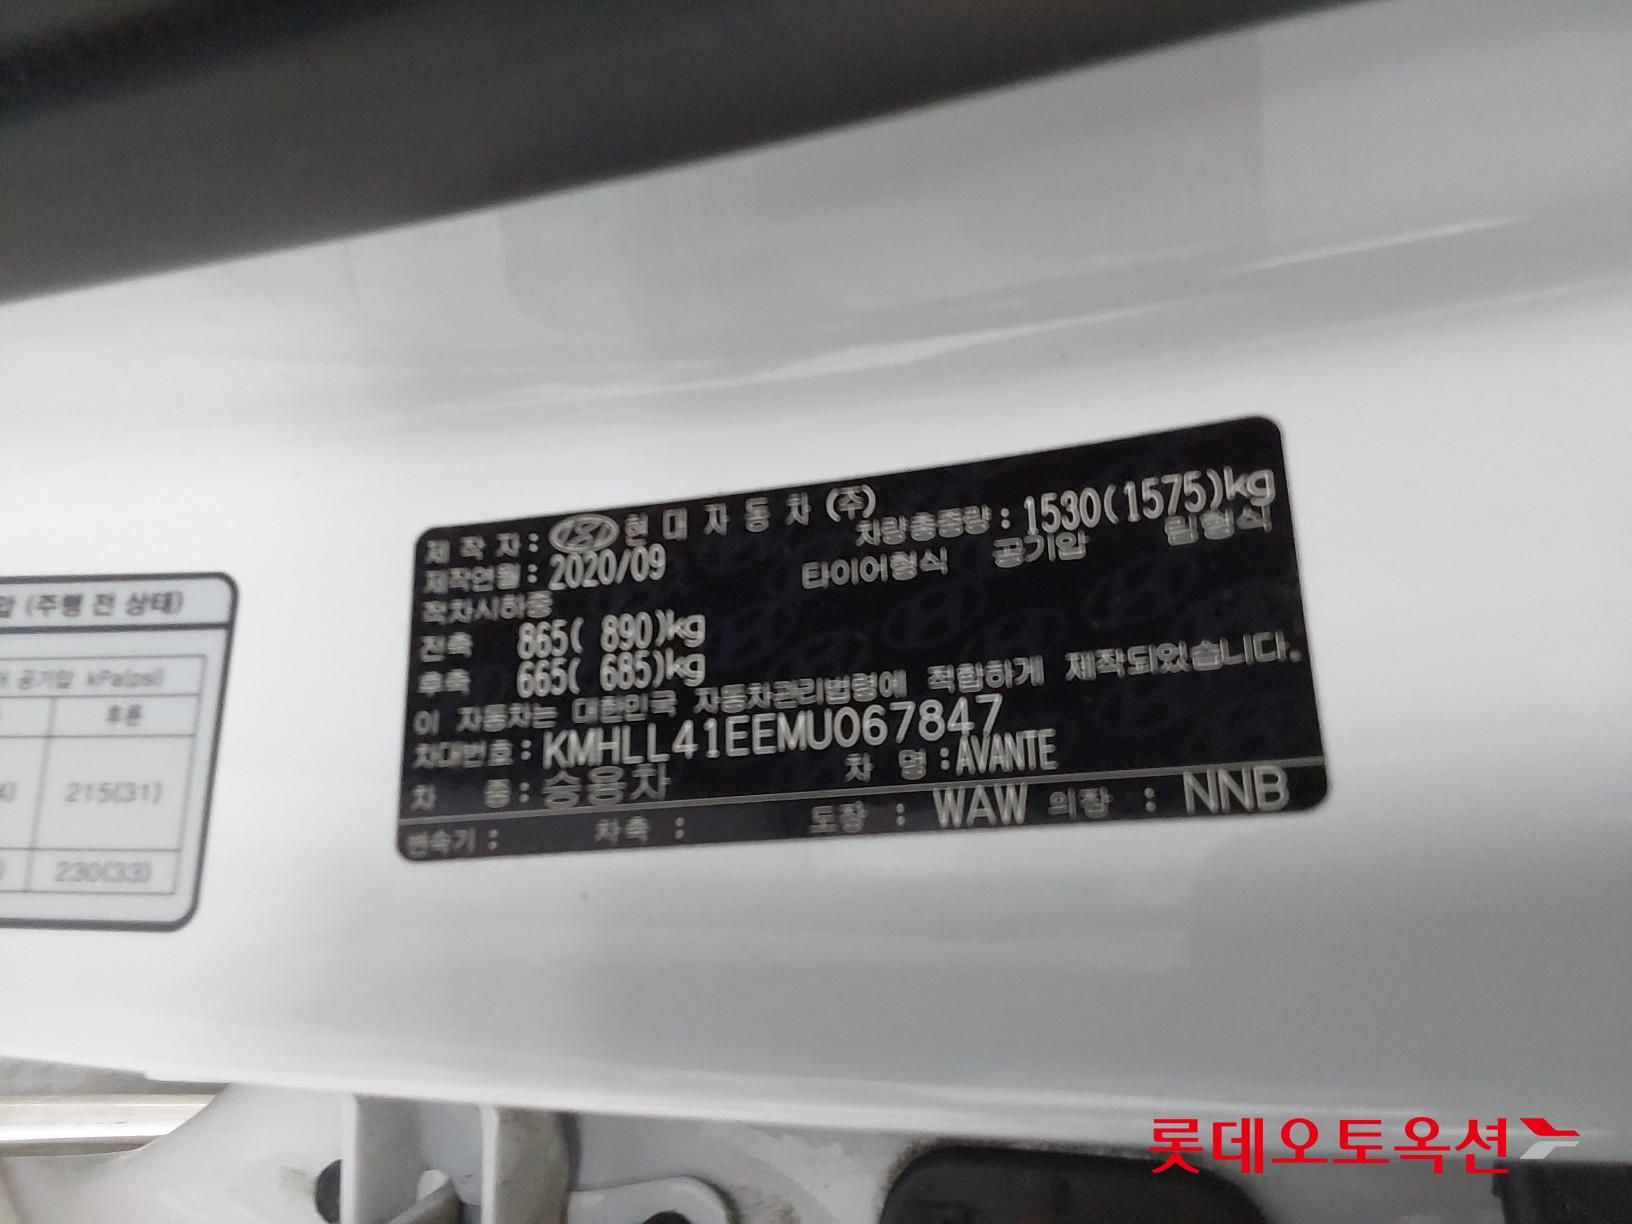 제 작 자 : 현 대 자 동 차 (주)
차량총중량 : 1530(1575)kg
제작연월 : 2020/09
타이어형식 공기압 림형식
적차시하중
전축 865( 890)kg
후축 665( 685)kg
이 자동차는 대한민국 자동차관리법령에 적합하게 제작되었습니다.
차대번호 : KMHLL41EEMU067847
차 종 : 승용차 차 명 : AVANTE
변속기 : 차축 : 도장 : WAW 의장 : NNB
(주행 전 상태)
공기압 kPa(psi)
후륜
215(31)
230(33)
롯데오토옥션